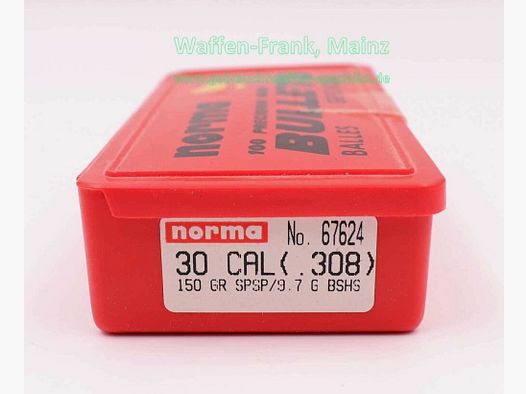 Waffen-Frank, Mainz
norma
100 PRECISION
BULLE
BALLES
norma No. 67624
30 CAL(.308)
150 GR SPSP/9.7 G BSHS